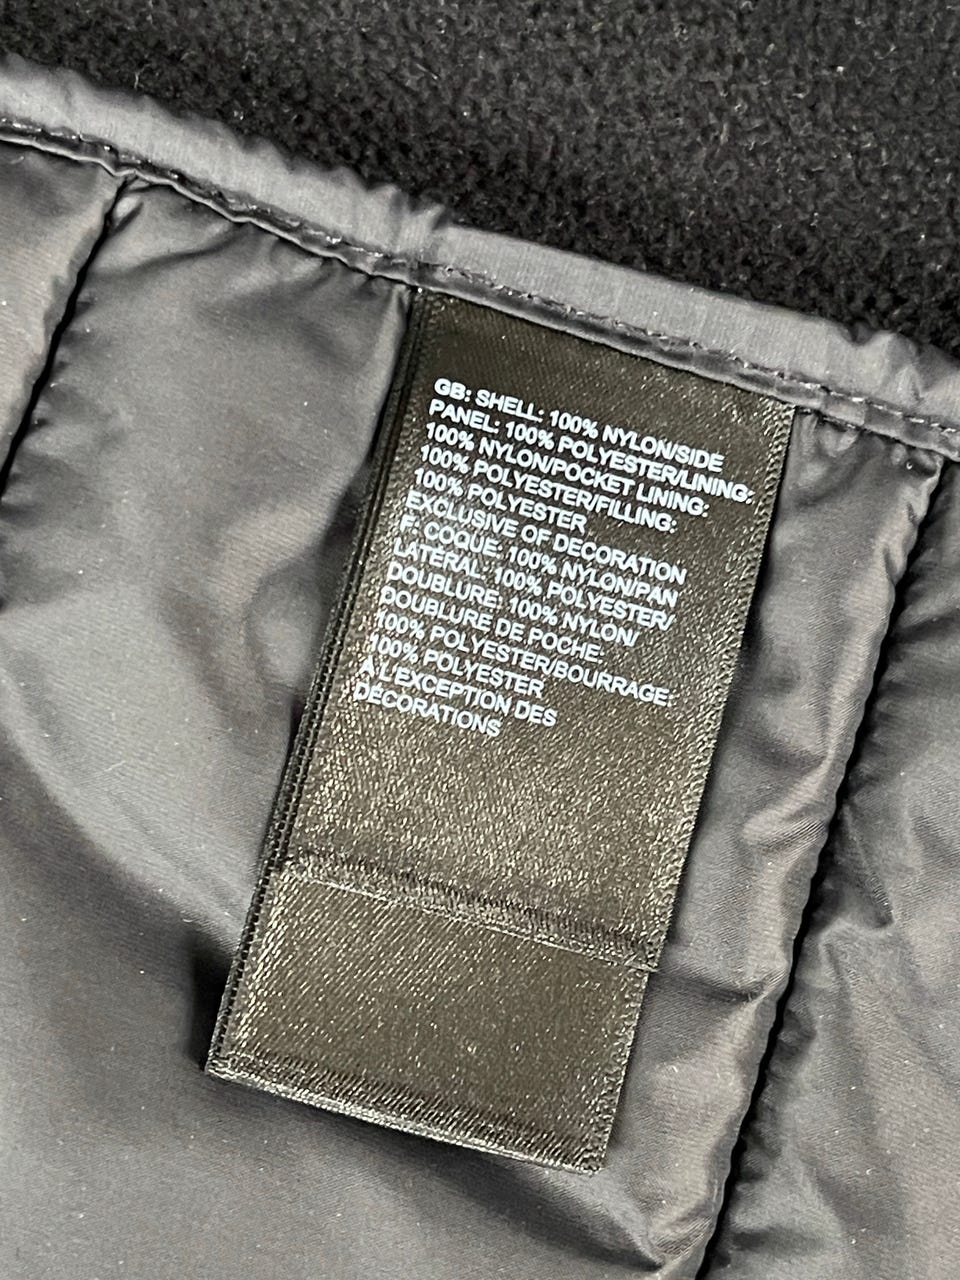 GB: SHELL: 100% NYLON/SIDE
PANEL: 100% POLYESTER/LINING:
100% NYLON/POCKET LINING:
100% POLYESTER/FILLING:
100% POLYESTER
EXCLUSIVE OF DECORATION
F: COQUE: 100% NYLON/PAN
LATÉRAL: 100% POLYESTER/
DOUBLURE: 100% NYLON/
DOUBLURE DE POCHE:
100% POLYESTER/BOURRAGE:
100% POLYESTER
À L'EXCEPTION DES
DÉCORATIONS